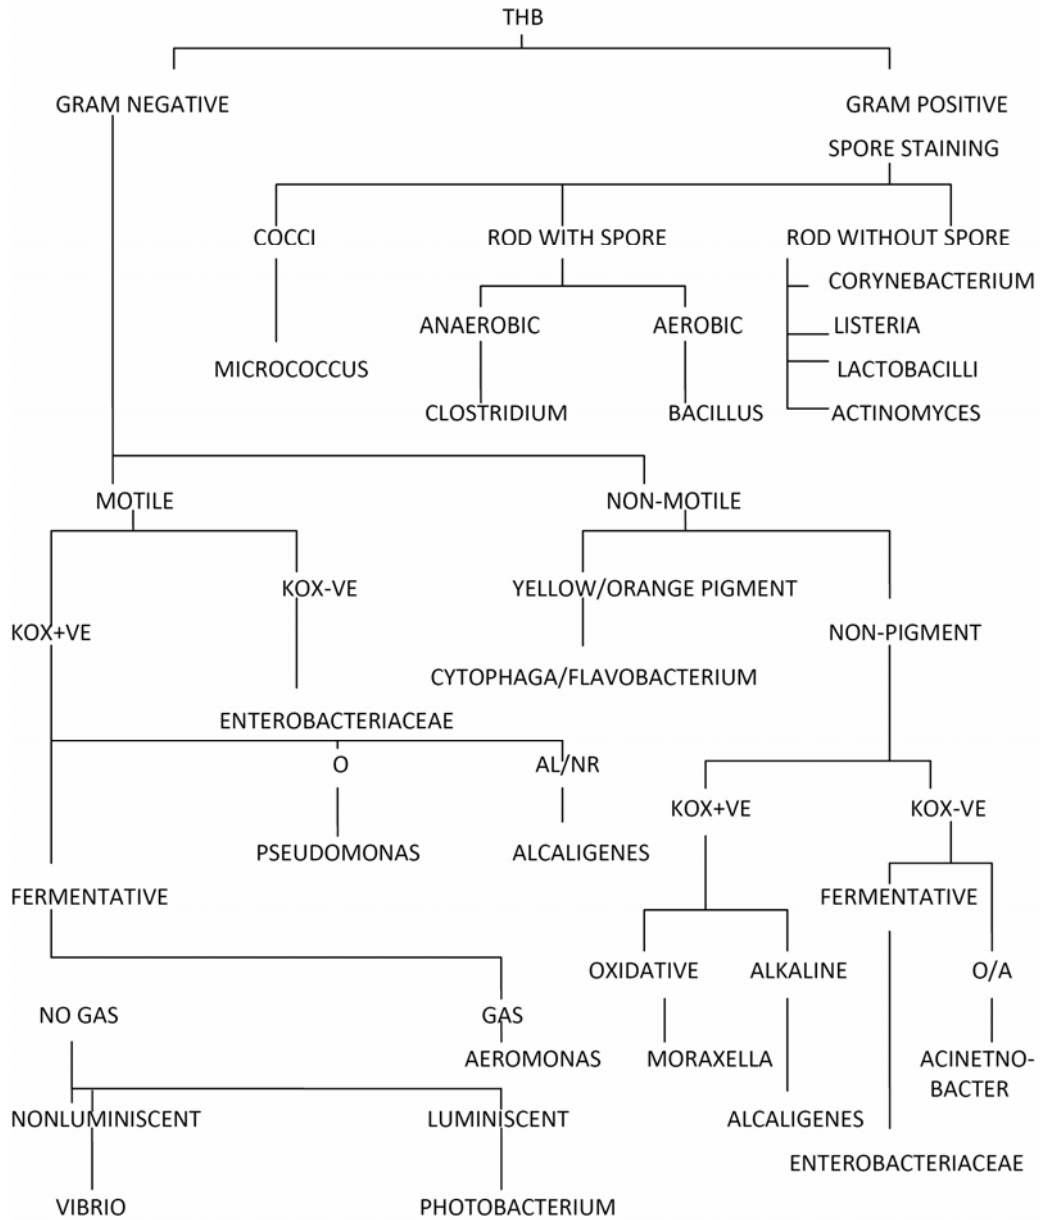 THB
GRAM NEGATIVE
GRAM POSITIVE
SPORE STAINING
COCCI
ROD WITH SPORE
ROD WITHOUT SPORE
CORYNEBACTERIUM
ANAEROBIC
AEROBIC
LISTERIA
MICROCOCCUS
LACTOBACILLI
CLOSTRIDIUM
BACILLUS
ACTINOMYCES
MOTILE
NON-MOTILE
KOX-VE
YELLOW/ORANGE PIGMENT
KOX+VE
NON-PIGMENT
CYTOPHAGA/FLAVOBACTERIUM
ENTEROBACTERIACEAE
O
AL/NR
KOX+VE
KOX-VE
PSEUDOMONAS
ALCALIGENES
FERMENTATIVE
FERMENTATIVE
OXIDATIVE
ALKALINE
O/A
NO GAS
GAS
AEROMONAS
MORAXELLA
ACINETNO-
BACTER
NONLUMINISCENT
LUMINISCENT
ALCALIGENES
ENTEROBACTERIACEAE
VIBRIO
PHOTOBACTERIUM